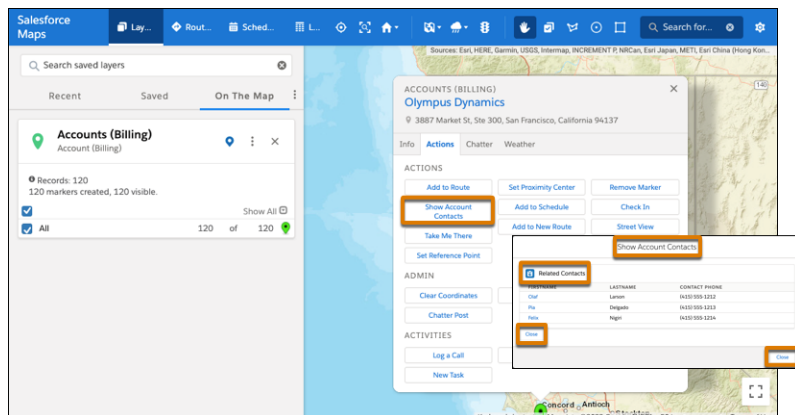 Salesforce Maps
Lay...
Rout...
Sched...
L...
Search for...
Sources: Esri, HERE, Garmin, USGS, Intermap, INCREMENT P, NRCan, Esri Japan, METI, Esri China (Hong Kon...
Search saved layers
Recent
Saved
On The Map
Accounts (Billing)
Account (Billing)
Records: 120
120 markers created, 120 visible.
Show All
All
120 of 120
ACCOUNTS (BILLING)
Olympus Dynamics
3887 Market St, Ste 300, San Francisco, California 94137
Info
Actions
Chatter
Weather
ACTIONS
Add to Route
Set Proximity Center
Remove Marker
Show Account Contacts
Add to Schedule
Check In
Take Me There
Add to New Route
Street View
Set Reference Point
ADMIN
Clear Coordinates
Chatter Post
ACTIVITIES
Log a Call
New Task
Show Account Contacts
Related Contacts
FIRSTNAME LASTNAME CONTACT PHONE
Olaf Larson (415) 555-1212
Pia Delgado (415) 555-1213
Felix Nigri (415) 555-1214
Close
Close
Concord
Antioch
Stockton